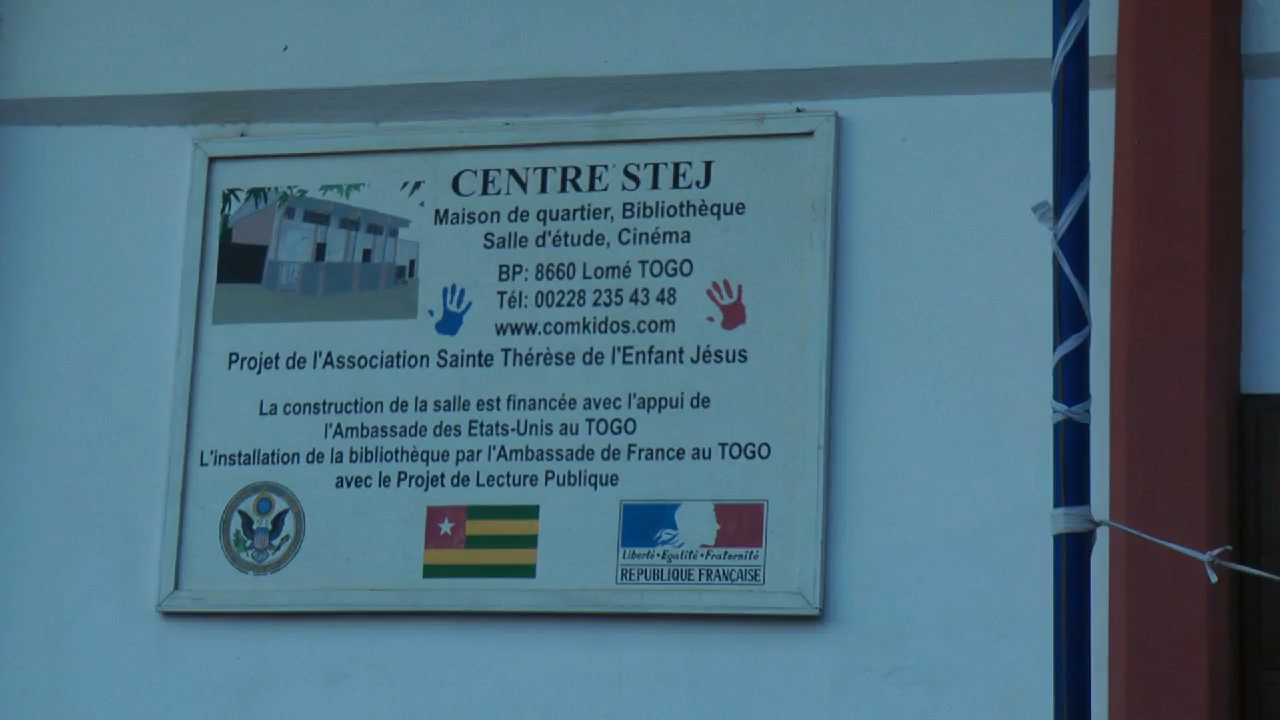 CENTRE STEJ
Maison de quartier, Bibliothèque
Salle d'étude, Cinéma
BP: 8660 Lomé TOGO
Tél: 00228 235 43 48
www.comkidos.com
Projet de l'Association Sainte Thérèse de l'Enfant Jésus
La construction de la salle est financée avec l'appui de
l'Ambassade des Etats-Unis au TOGO
L'installation de la bibliothèque par l'Ambassade de France au TOGO
avec le Projet de Lecture Publique
Liberté • Egalité • Fraternité
REPUBLIQUE FRANÇAISE